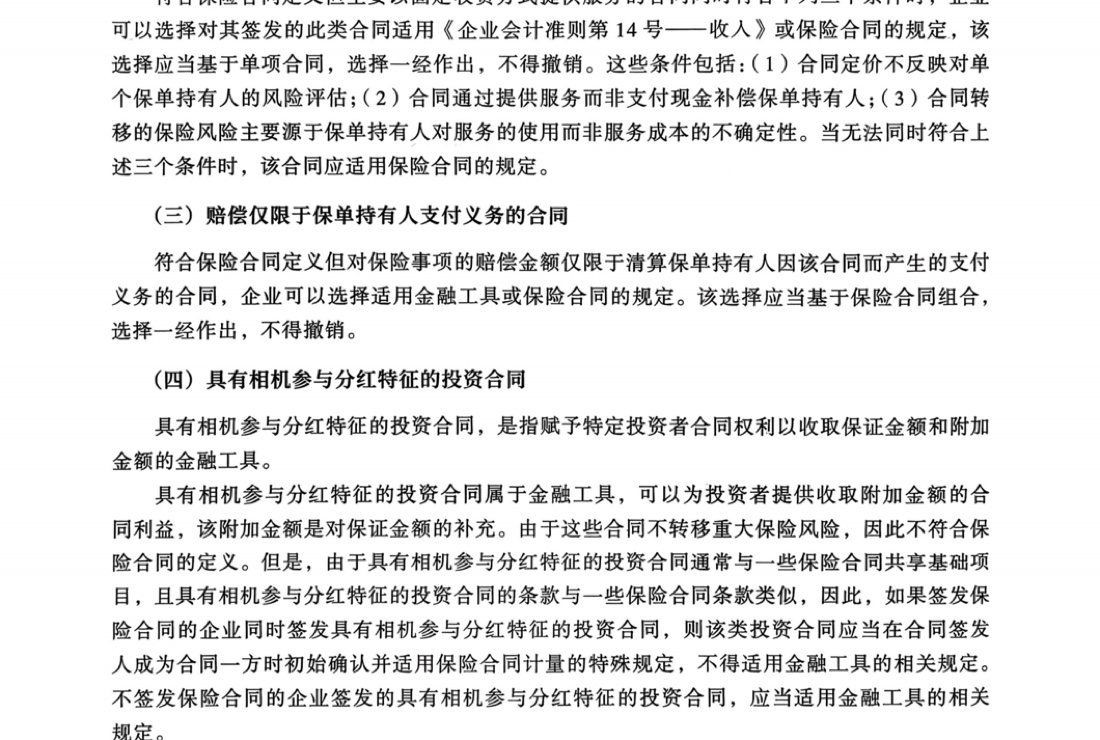 可以选择对其签发的此类合同适用《企业会计准则第 14 号——收入》或保险合同的规定，该
选择应当基于单项合同，选择一经作出，不得撤销。这些条件包括：（1）合同定价不反映对单
个保单持有人的风险评估；（2）合同通过提供服务而非支付现金补偿保单持有人；（3）合同转
移的保险风险主要源于保单持有人对服务的使用而非服务成本的不确定性。当无法同时符合上
述三个条件时，该合同应适用保险合同的规定。
（三）赔偿仅限于保单持有人支付义务的合同
符合保险合同定义但对保险事项的赔偿金额仅限于清算保单持有人因该合同而产生的支付
义务的合同，企业可以选择适用金融工具或保险合同的规定。该选择应当基于保险合同组合，
选择一经作出，不得撤销。
（四）具有相机参与分红特征的投资合同
具有相机参与分红特征的投资合同，是指赋予特定投资者合同权利以收取保证金额和附加
金额的金融工具。
具有相机参与分红特征的投资合同属于金融工具，可以为投资者提供收取附加金额的合
同利益，该附加金额是对保证金额的补充。由于这些合同不转移重大保险风险，因此不符合保
险合同的定义。但是，由于具有相机参与分红特征的投资合同通常与一些保险合同共享基础项
目，且具有相机参与分红特征的投资合同的条款与一些保险合同条款类似，因此，如果签发保
险合同的企业同时签发具有相机参与分红特征的投资合同，则该类投资合同应当在合同签发
人成为合同一方时初始确认并适用保险合同计量的特殊规定，不得适用金融工具的相关规定。
不签发保险合同的企业签发的具有相机参与分红特征的投资合同，应当适用金融工具的相关
规定。